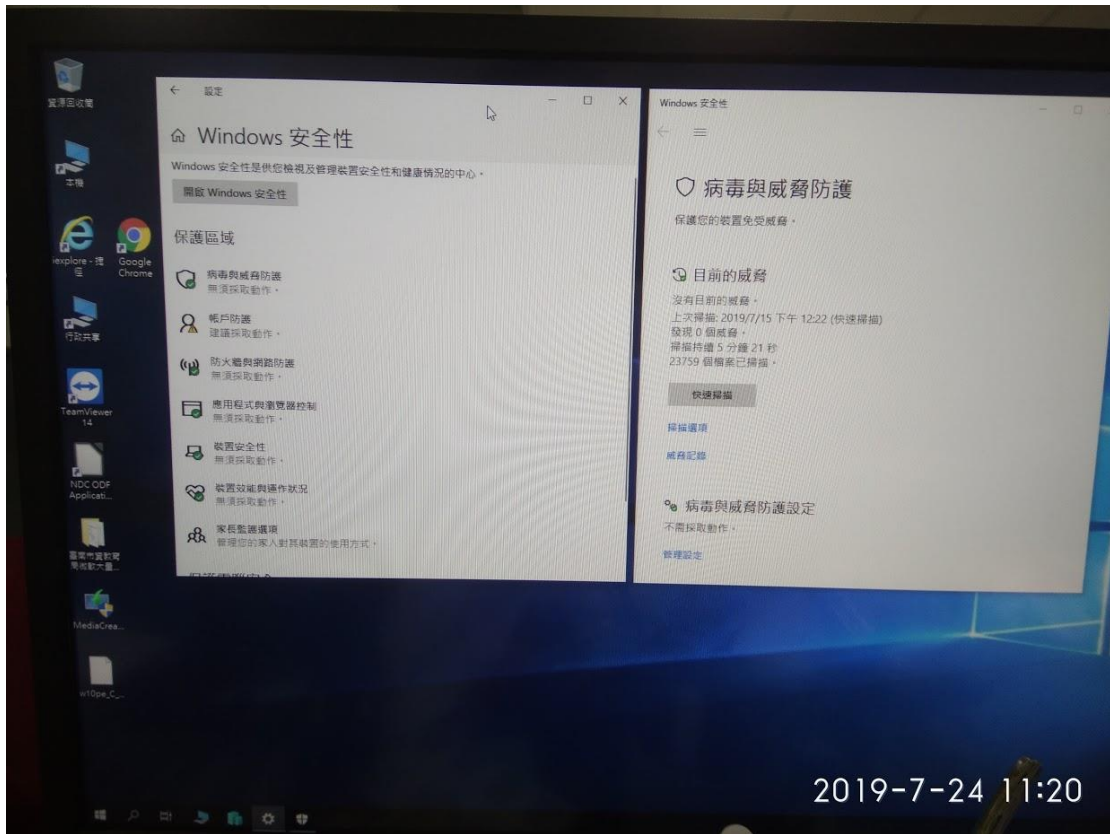 資源回收筒
本機
iexplore - 捷
徑
Google
Chrome
行政共享
TeamViewer
14
NDC ODF
Applicati...
臺南市政府教育
MediaCrea...
w10pe_C_...
設定
Windows 安全性
Windows 安全性是供您檢視及管理裝置安全性和健康情況的中心。
開啟 Windows 安全性
保護區域
病毒與威脅防護
無須採取動作。
帳戶防護
建議採取動作。
防火牆與網路防護
無須採取動作。
應用程式與瀏覽器控制
無須採取動作。
裝置安全性
無須採取動作。
裝置效能與運作狀況
無須採取動作。
家長監護選項
管理您的家人對其裝置的使用方式。
Windows 安全性
病毒與威脅防護
保護您的裝置免受威脅。
目前的威脅
沒有目前的威脅。
上次掃描: 2019/7/15 下午 12:22 (快速掃描)
發現 0 個威脅。
掃描持續 5 分鐘 21 秒
23759 個檔案已掃描。
快速掃描
掃描選項
威脅記錄
病毒與威脅防護設定
不需採取動作。
管理設定
2019-7-24 11:20